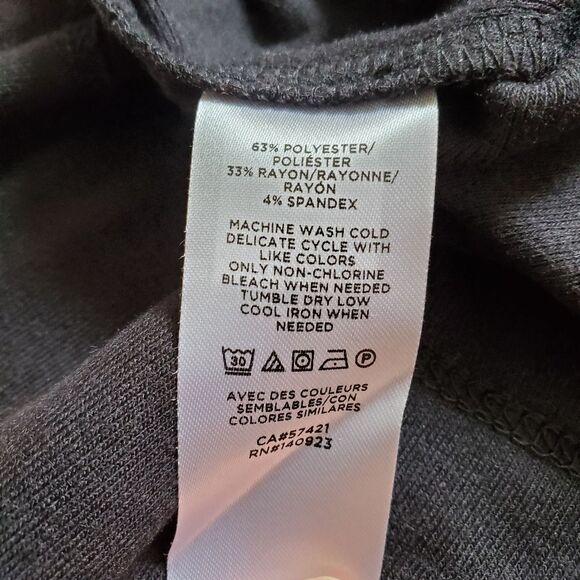 63% POLYESTER/
POLIÉSTER
33% RAYON/RAYONNE/
RAYÓN
4% SPANDEX
MACHINE WASH COLD
DELICATE CYCLE WITH
LIKE COLORS
ONLY NON-CHLORINE
BLEACH WHEN NEEDED
TUMBLE DRY LOW
COOL IRON WHEN
NEEDED
30 P
AVEC DES COULEURS
SEMBLABLES/CON
COLORES SIMILARES
CA#57421
RN#140923